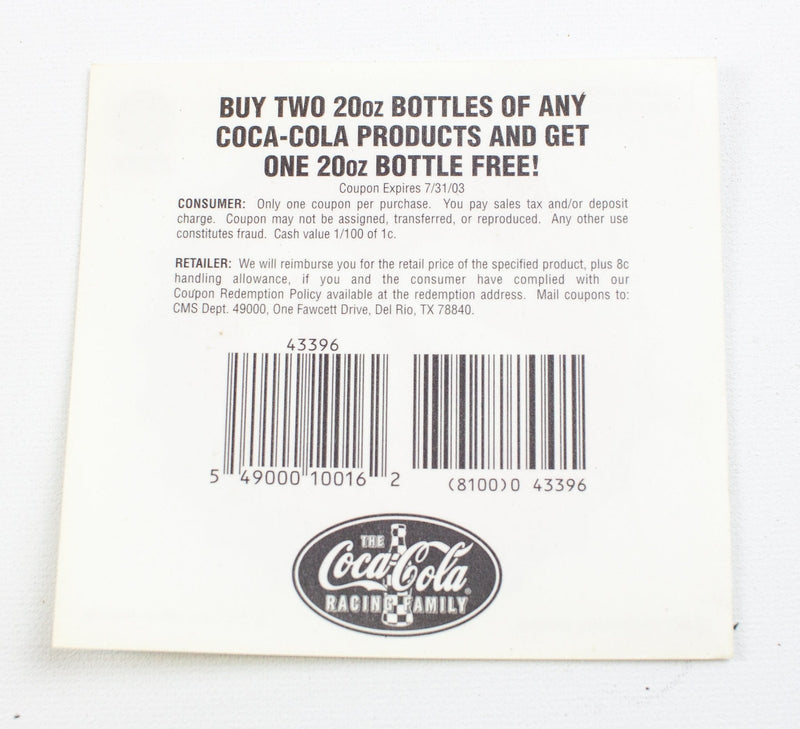 BUY TWO 20oz BOTTLES OF ANY
COCA-COLA PRODUCTS AND GET
ONE 20oz BOTTLE FREE!
Coupon Expires 7/31/03
CONSUMER: Only one coupon per purchase. You pay sales tax and/or deposit
charge. Coupon may not be assigned, transferred, or reproduced. Any other use
constitutes fraud. Cash value 1/100 of 1c.
RETAILER: We will reimburse you for the retail price of the specified product, plus 8c
handling allowance, if you and the consumer have complied with our
Coupon Redemption Policy available at the redemption address. Mail coupons to:
CMS Dept. 49000, One Fawcett Drive, Del Rio, TX 78840.
43396
5 49000 10016 2
(8100)0 43396
THE
Coca-Cola®
RACING FAMILY